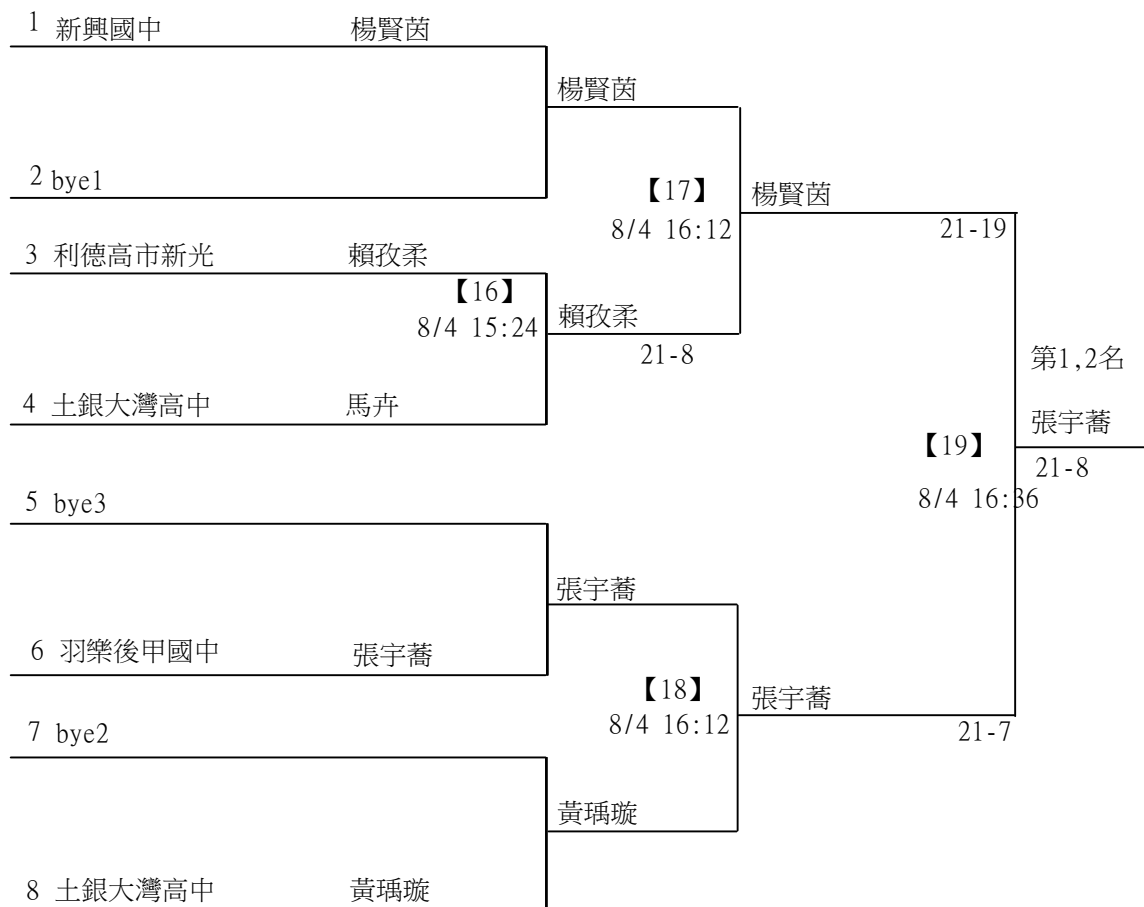 1 新興國中 楊賢茵
楊賢茵
2 bye1
【17】 楊賢茵
8/4 16:12 21-19
3 利德高市新光 賴孜柔
【16】
8/4 15:24 賴孜柔
21-8
第1,2名
4 土銀大灣高中 馬卉
張宇蕎
【19】
21-8
8/4 16:36
5 bye3
張宇蕎
6 羽樂後甲國中 張宇蕎
【18】 張宇蕎
8/4 16:12 21-7
7 bye2
黃瑀璇
8 土銀大灣高中 黃瑀璇